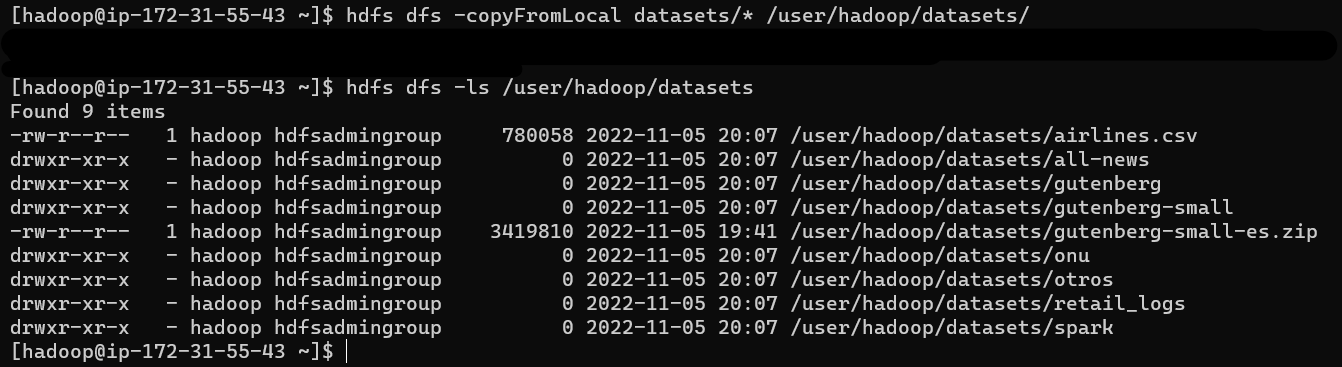 [hadoop@ip-172-31-55-43 ~]$ hdfs dfs -copyFromLocal datasets/* /user/hadoop/datasets/
[hadoop@ip-172-31-55-43 ~]$ hdfs dfs -ls /user/hadoop/datasets
Found 9 items
-rw-r--r--   1 hadoop hdfsadmingroup     780058 2022-11-05 20:07 /user/hadoop/datasets/airlines.csv
drwxr-xr-x   - hadoop hdfsadmingroup          0 2022-11-05 20:07 /user/hadoop/datasets/all-news
drwxr-xr-x   - hadoop hdfsadmingroup          0 2022-11-05 20:07 /user/hadoop/datasets/gutenberg
drwxr-xr-x   - hadoop hdfsadmingroup          0 2022-11-05 20:07 /user/hadoop/datasets/gutenberg-small
-rw-r--r--   1 hadoop hdfsadmingroup    3419810 2022-11-05 19:41 /user/hadoop/datasets/gutenberg-small-es.zip
drwxr-xr-x   - hadoop hdfsadmingroup          0 2022-11-05 20:07 /user/hadoop/datasets/onu
drwxr-xr-x   - hadoop hdfsadmingroup          0 2022-11-05 20:07 /user/hadoop/datasets/otros
drwxr-xr-x   - hadoop hdfsadmingroup          0 2022-11-05 20:07 /user/hadoop/datasets/retail_logs
drwxr-xr-x   - hadoop hdfsadmingroup          0 2022-11-05 20:07 /user/hadoop/datasets/spark
[hadoop@ip-172-31-55-43 ~]$